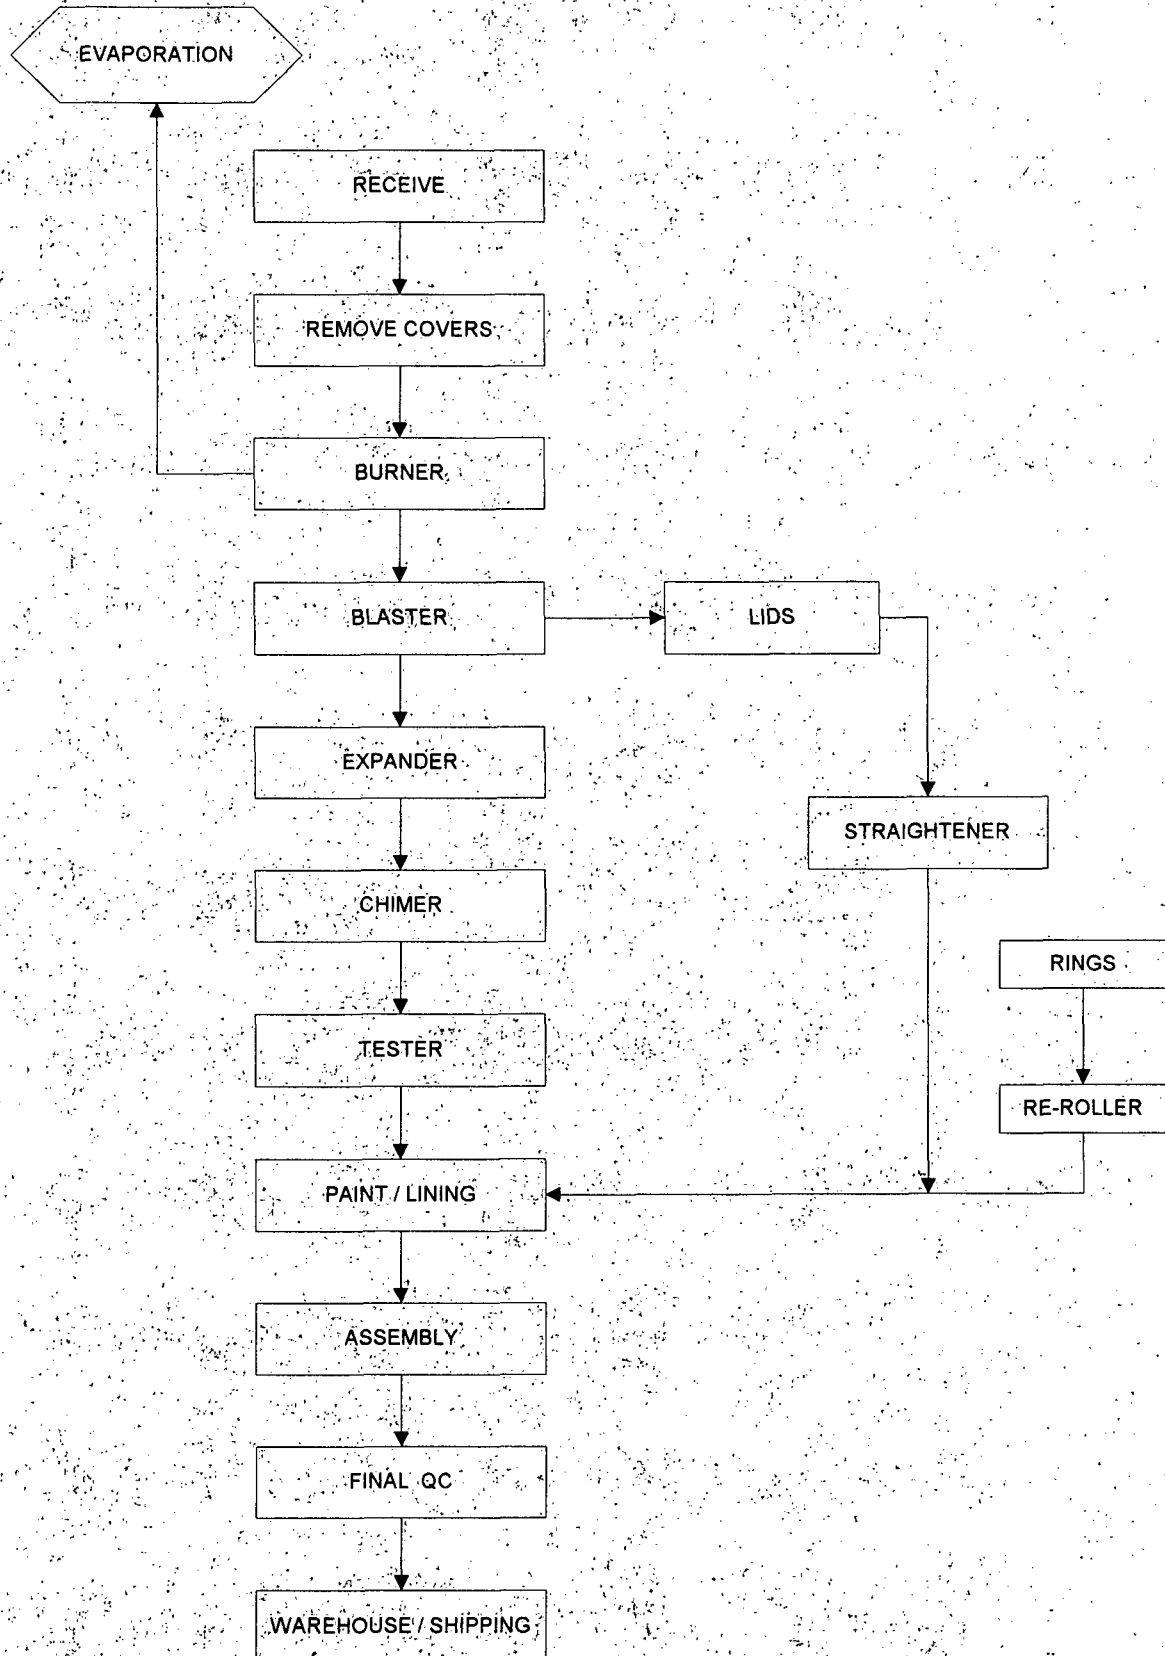 EVAPORATION
RECEIVE
REMOVE COVERS
BURNER
BLASTER
LIDS
EXPANDER
STRAIGHTENER
CHIMER
RINGS
TESTER
RE-ROLLER
PAINT / LINING
ASSEMBLY
FINAL QC
WAREHOUSE / SHIPPING